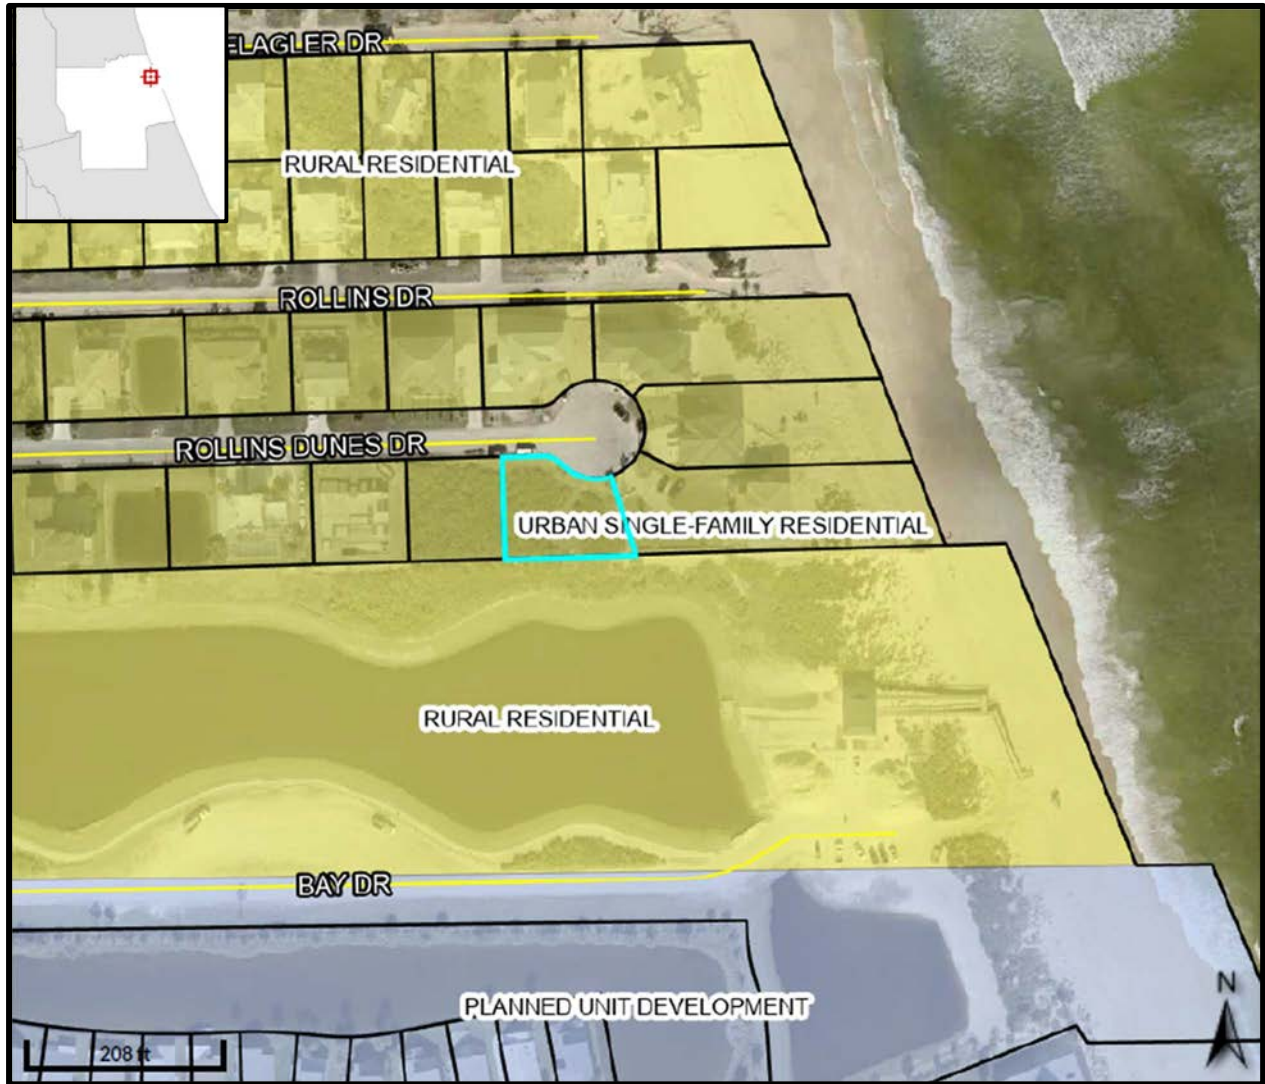 FLAGLER DR
RURAL RESIDENTIAL
ROLLINS DR
ROLLINS DUNES DR
URBAN SINGLE-FAMILY RESIDENTIAL
RURAL RESIDENTIAL
BAY DR
PLANNED UNIT DEVELOPMENT
N
208 ft